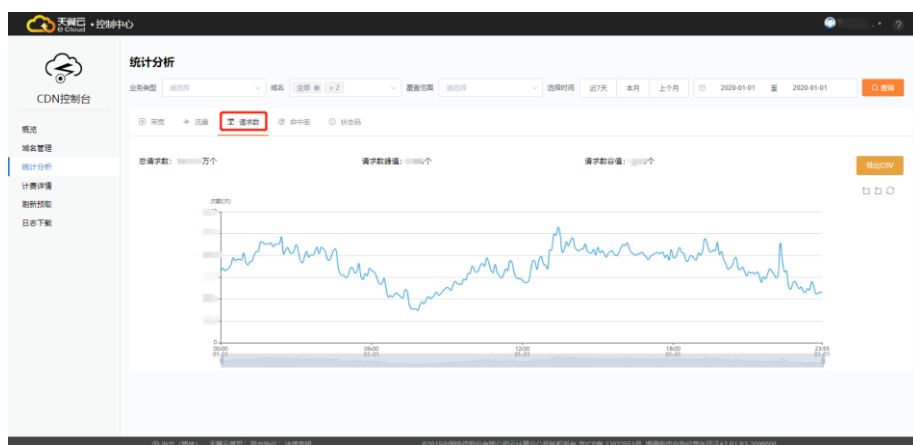 天翼云 · 控制中心
e Cloud
CDN控制台
概览
域名管理
统计分析
计费详情
刷新预取
日志下载
统计分析
业务类型 请选择 域名 全部 + 2 覆盖范围 请选择 选择时间 近7天 本月 上个月 2020-01-01 至 2020-01-01 查询
带宽 流量 请求数 命中率 状态码
总请求数： 万个 请求数峰值： 个 请求数谷值： 个 导出CSV
次数(次)
0
00:00 06:00 12:00 18:00 23:55
01-01 01-01 01-01 01-01 01-01